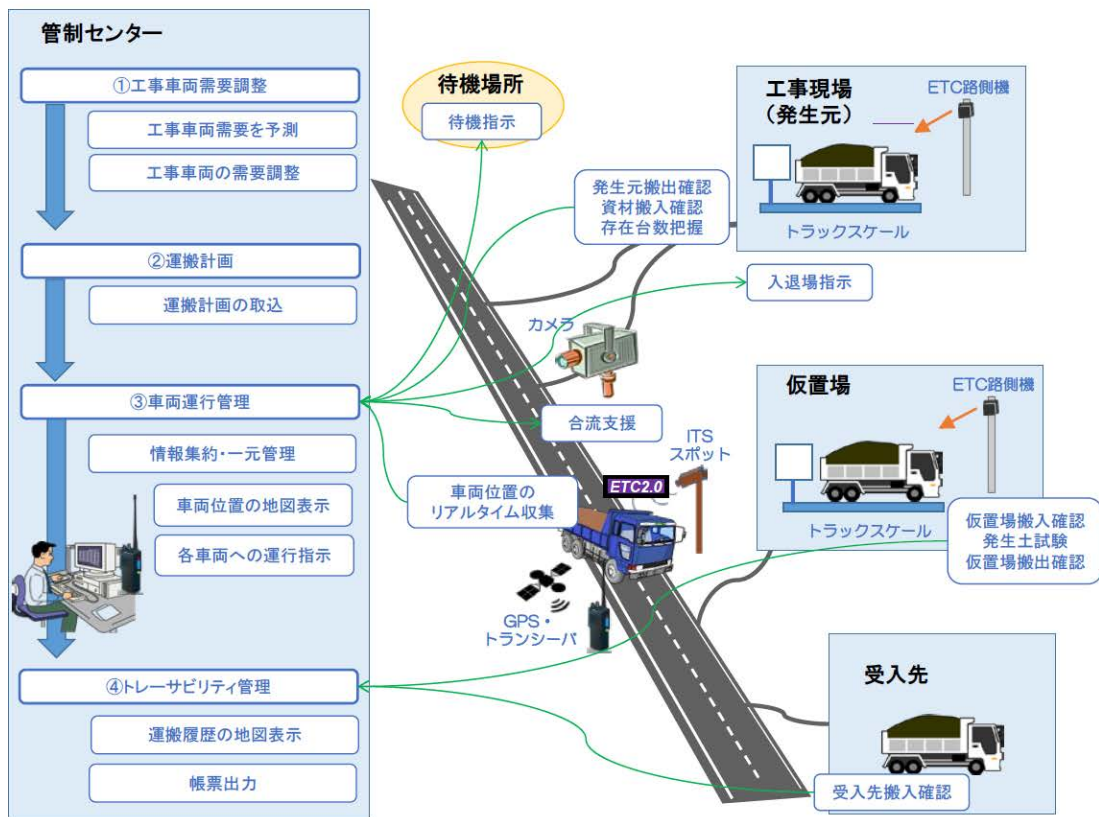 管制センター
①工事車両需要調整
工事車両需要を予測
工事車両の需要調整
②運搬計画
運搬計画の取込
③車両運行管理
情報集約・一元管理
車両位置の地図表示
各車両への運行指示
④トレーサビリティ管理
運搬履歴の地図表示
帳票出力
待機場所
待機指示
発生元搬出確認
資材搬入確認
存在台数把握
工事現場
（発生元）
ETC路側機
トラックスケール
入退場指示
カメラ
合流支援
ITS
スポット
ETC2.0
車両位置の
リアルタイム収集
GPS・
トランシーバ
仮置場
ETC路側機
トラックスケール
仮置場搬入確認
発生土試験
仮置場搬出確認
受入先
受入先搬入確認